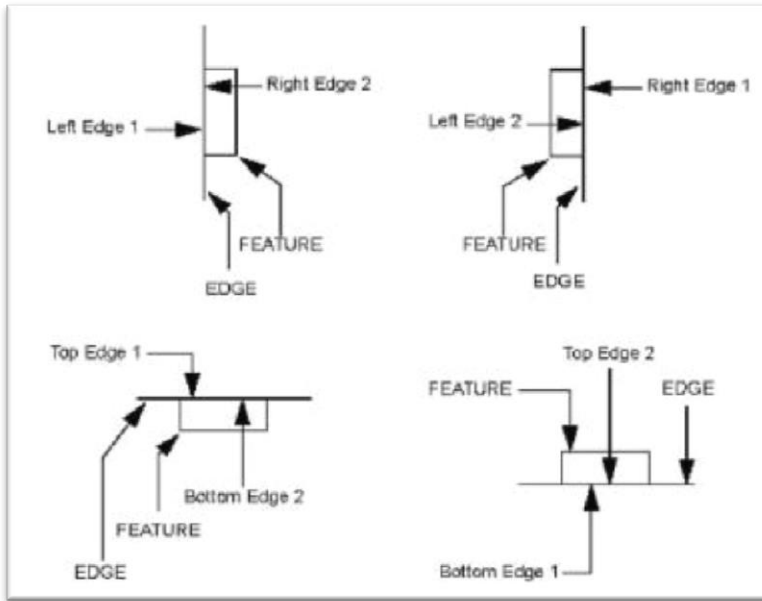 Right Edge 2
Left Edge 1
FEATURE
EDGE
Right Edge 1
Left Edge 2
FEATURE
EDGE
Top Edge 1
Bottom Edge 2
FEATURE
EDGE
Top Edge 2
FEATURE
EDGE
Bottom Edge 1